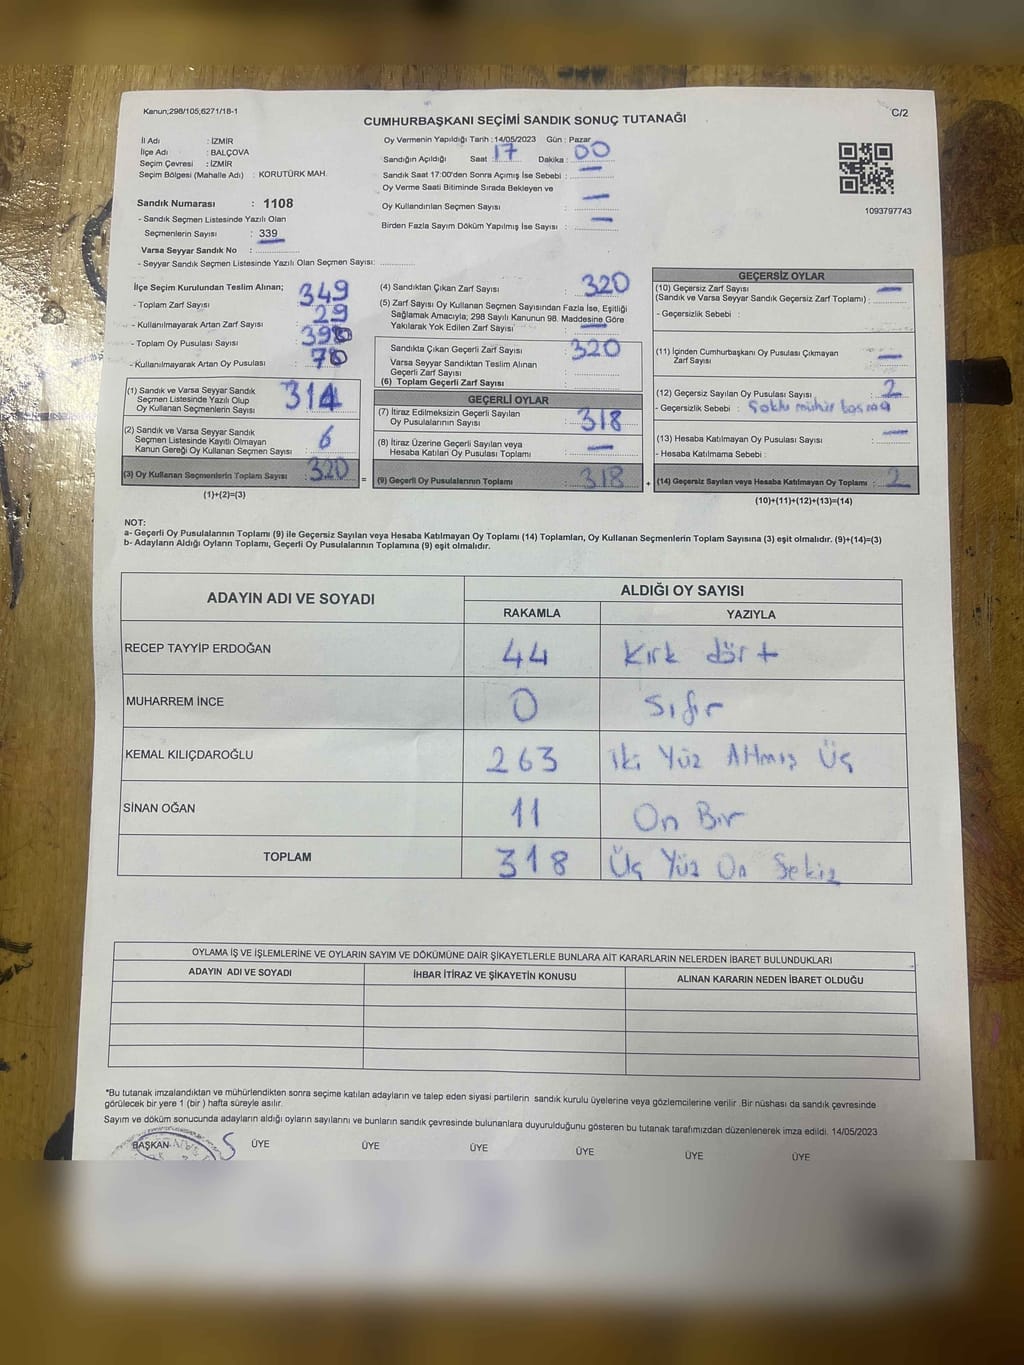 Kanun;298/105,6271/18-1
C/2
CUMHURBAŞKANI SEÇİMİ SANDIK SONUÇ TUTANAĞI
İl Adı : İZMİR
İlçe Adı : BALÇOVA
Seçim Çevresi : İZMİR
Seçim Bölgesi (Mahalle Adı) : KORUTÜRK MAH.
Sandık Numarası : 1108
- Sandık Seçmen Listesinde Yazılı Olan
Seçmenlerin Sayısı : 339
Varsa Seyyar Sandık No :
- Seyyar Sandık Seçmen Listesinde Yazılı Olan Seçmen Sayısı:
Oy Vermenin Yapıldığı Tarih : 14/05/2023 Gün : Pazar
Sandığın Açıldığı Saat : 17 Dakika : 00
Sandık Saat 17:00'den Sonra Açımış İse Sebebi : —
Oy Verme Saati Bitiminde Sırada Bekleyen ve
Oy Kullandırılan Seçmen Sayısı : —
Birden Fazla Sayım Döküm Yapılmış İse Sayısı : —
1093797743
İlçe Seçim Kurulundan Teslim Alınan;
- Toplam Zarf Sayısı : 349
- Kullanılmayarak Artan Zarf Sayısı : 29
- Toplam Oy Pusulası Sayısı :
- Kullanılmayarak Artan Oy Pusulası :
(1) Sandık ve Varsa Seyyar Sandık
Seçmen Listesinde Yazılı Olup
Oy Kullanan Seçmenlerin Sayısı : 314
(2) Sandık ve Varsa Seyyar Sandık
Seçmen Listesinde Kayıtlı Olmayan
Kanun Gereği Oy Kullanan Seçmen Sayısı : 6
(3) Oy Kullanan Seçmenlerin Toplam Sayısı : 320
(1)+(2)=(3)
(4) Sandıktan Çıkan Zarf Sayısı : 320
(5) Zarf Sayısı Oy Kullanan Seçmen Sayısından Fazla İse, Eşitliği
Sağlamak Amacıyla; 298 Sayılı Kanunun 98. Maddesine Göre
Yakılarak Yok Edilen Zarf Sayısı : —
Sandıkta Çıkan Geçerli Zarf Sayısı : 320
Varsa Seyyar Sandıktan Teslim Alınan
Geçerli Zarf Sayısı :
(6) Toplam Geçerli Zarf Sayısı :
GEÇERLİ OYLAR
(7) İtiraz Edilmeksizin Geçerli Sayılan
Oy Pusulalarının Sayısı : 318
(8) İtiraz Üzerine Geçerli Sayılan veya
Hesaba Katılan Oy Pusulası Toplamı : —
= (9) Geçerli Oy Pusulalarının Toplamı : 318
GEÇERSİZ OYLAR
(10) Geçersiz Zarf Sayısı : —
(Sandık ve Varsa Seyyar Sandık Geçersiz Zarf Toplamı) :
- Geçersizlik Sebebi :
(11) İçinden Cumhurbaşkanı Oy Pusulası Çıkmayan
Zarf Sayısı : —
(12) Geçersiz Sayılan Oy Pusulası Sayısı : 2
- Geçersizlik Sebebi : Çoklu mühür
(13) Hesaba Katılmayan Oy Pusulası Sayısı : —
- Hesaba Katılmama Sebebi :
+ (14) Geçersiz Sayılan veya Hesaba Katılmayan Oy Toplamı : 2
(10)+(11)+(12)+(13)=(14)
NOT:
a- Geçerli Oy Pusulalarının Toplamı (9) ile Geçersiz Sayılan veya Hesaba Katılmayan Oy Toplamı (14) Toplamları, Oy Kullanan Seçmenlerin Toplam Sayısına (3) eşit olmalıdır. (9)+(14)=(3)
b- Adayların Aldığı Oyların Toplamı, Geçerli Oy Pusulalarının Toplamına (9) eşit olmalıdır.
ADAYIN ADI VE SOYADI ALDIĞI OY SAYISI
RAKAMLA YAZIYLA
RECEP TAYYİP ERDOĞAN 44 Kırk dört
MUHARREM İNCE 0 Sıfır
KEMAL KILIÇDAROĞLU 263 İki Yüz Altmış Üç
SİNAN OĞAN 11 On Bir
TOPLAM 318 Üç Yüz On Sekiz
OYLAMA İŞ VE İŞLEMLERİNE VE OYLARIN SAYIM VE DÖKÜMÜNE DAİR ŞİKAYETLERLE BUNLARA AİT KARARLARIN NELERDEN İBARET BULUNDUKLARI
ADAYIN ADI VE SOYADI İHBAR İTİRAZ VE ŞİKAYETİN KONUSU ALINAN KARARIN NEDEN İBARET OLDUĞU
*Bu tutanak imzalandıktan ve mühürlendikten sonra seçime katılan adayların ve talep eden siyasi partilerin sandık kurulu üyelerine veya gözlemcilerine verilir. Bir nüshası da sandık çevresinde
görülecek bir yere 1 (bir ) hafta süreyle asılır.
Sayım ve döküm sonucunda adayların aldığı oyların sayılarını ve bunların sandık çevresinde bulunanlara duyurulduğunu gösteren bu tutanak tarafımızdan düzenlenerek imza edildi. 14/05/2023
BAŞKAN ÜYE ÜYE ÜYE ÜYE ÜYE ÜYE